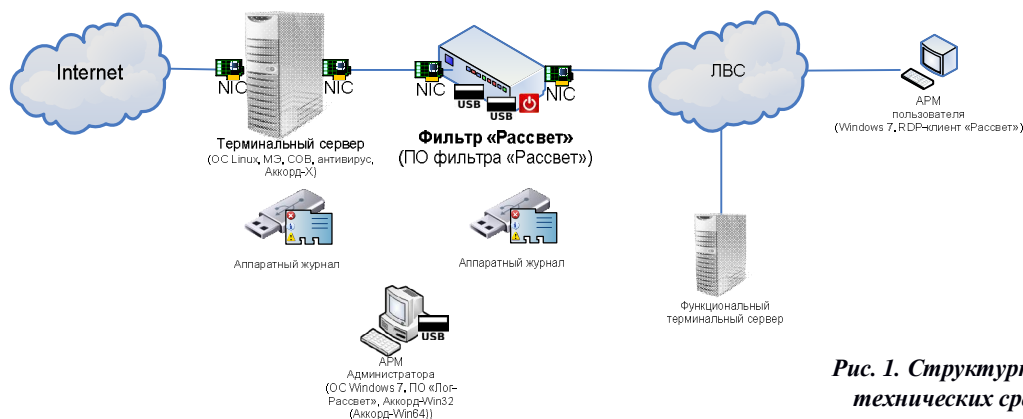 Internet
NIC
NIC
NIC
USB
USB
NIC
ЛВС
АРМ
пользователя
(Windows 7, RDP-клиент «Рассвет»)
Терминальный сервер
(ОС Linux, МЭ, СОВ, антивирус,
Аккорд-X)
Фильтр «Рассвет»
(ПО фильтра «Рассвет»)
Аппаратный журнал
Аппаратный журнал
Функциональный
терминальный сервер
USB
АРМ
Администратора
(ОС Windows 7, ПО «Лог–
Рассвет», Аккорд-Win32
(Аккорд-Win64))
Рис. 1. Структурн
технических сра